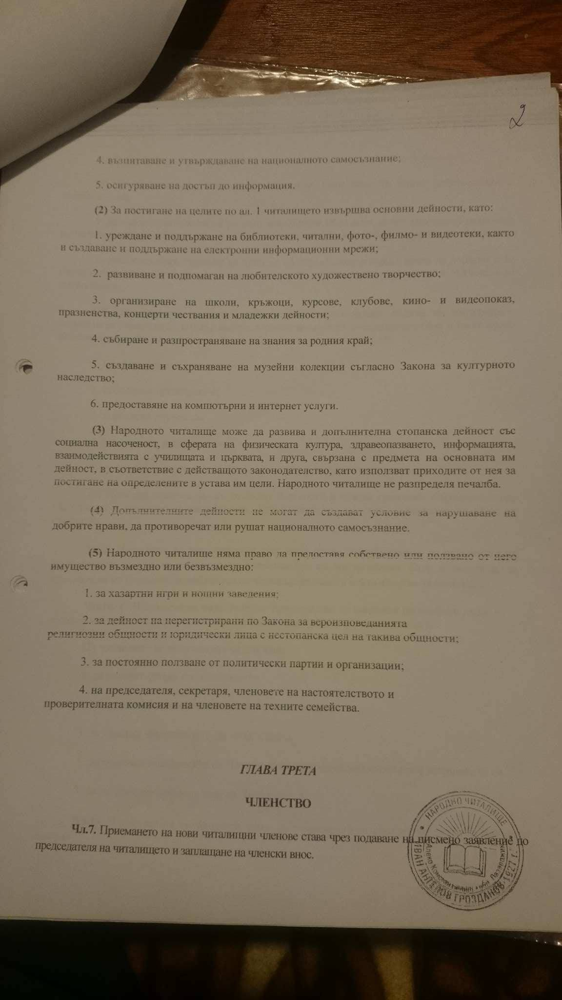 2
4. възпитаване и утвърждаване на националното самосъзнание;
5. осигуряване на достъп до информация.
(2) За постигане на целите по ал. 1 читалището извършва основни дейности, като:
1. уреждане и поддържане на библиотеки, читални, фото-, филмо- и видеотеки, както
и създаване и поддържане на електронни информационни мрежи;
2. развиване и подпомаган на любителското художествено творчество;
3. организиране на школи, кръжоци, курсове, клубове, кино- и видеопоказ,
празненства, концерти чествания и младежки дейности;
4. събиране и разпространяване на знания за родния край;
5. създаване и съхраняване на музейни колекции съгласно Закона за културното
наследство;
6. предоставяне на компютърни и интернет услуги.
(3) Народното читалище може да развива и допълнителна стопанска дейност със
социална насоченост, в сферата на физическата култура, здравеопазването, информацията,
взаимодействията с училищата и църквата, и друга, свързана с предмета на основната им
дейност, в съответствие с действащото законодателство, като използват приходите от нея за
постигане на определените в устава им цели. Народното читалище не разпределя печалба.
(4) Допълнителните дейности не могат да създават условие за нарушаване на
добрите нрави, да противоречат или рушат националното самосъзнание.
(5) Народното читалище няма право да предоставя собствено или ползвано от него
имущество възмездно или безвъзмездно:
1. за хазартни игри и нощни заведения;
2. за дейност на нерегистрирани по Закона за вероизповеданията
религиозни общности и юридически лица с нестопанска цел на такива общности;
3. за постоянно ползване от политически партии и организации;
4. на председателя, секретаря, членовете на настоятелството и
проверителната комисия и на членовете на техните семейства.
ГЛАВА ТРЕТА
ЧЛЕНСТВО
Чл.7. Приемането на нови читалищни членове става чрез подаване на писмено заявление до
председателя на читалището и заплащане на членски внос.
НАРОДНО ЧИТАЛИЩЕ
ИВАН АНГЕЛОВ ГРОЗДАНОВ 1927 г.
Алеко Константиново Пазарджик